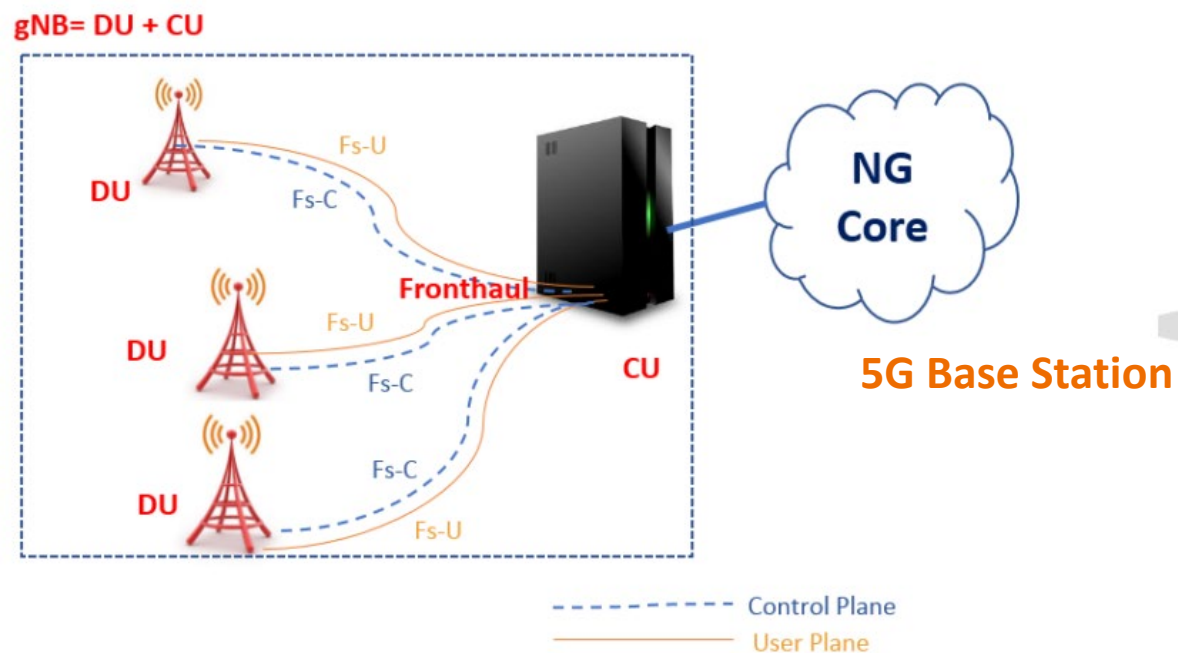 gNB= DU + CU
DU
Fs-U
Fs-C
NG
Core
Fronthaul
DU
Fs-U
Fs-C
CU
5G Base Station
DU
Fs-C
Fs-U
Control Plane
User Plane